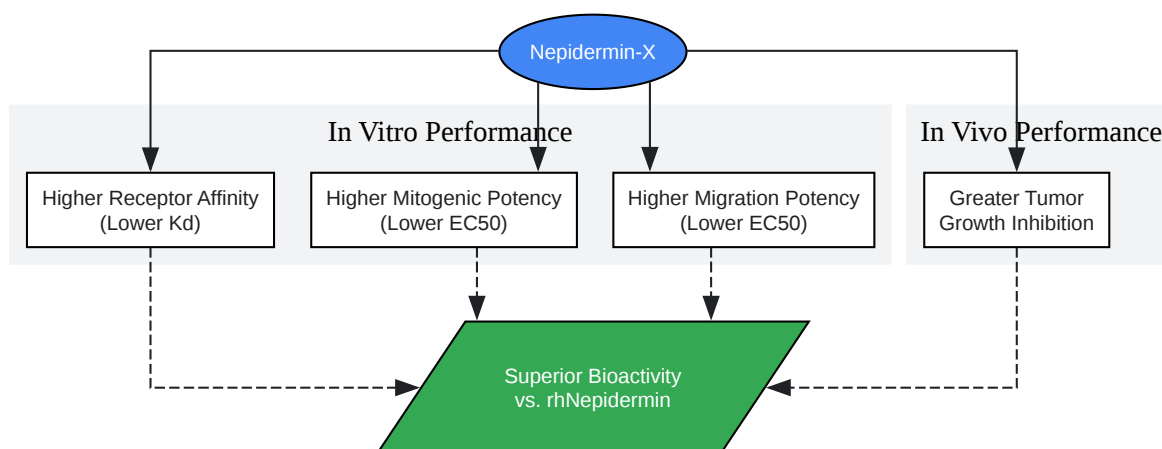 Nepidermin-X
In Vitro Performance
In Vivo Performance
Higher Receptor Affinity
(Lower Kd)
Higher Mitogenic Potency
(Lower EC50)
Higher Migration Potency
(Lower EC50)
Greater Tumor
Growth Inhibition
Superior Bioactivity
vs. rhNepidermin